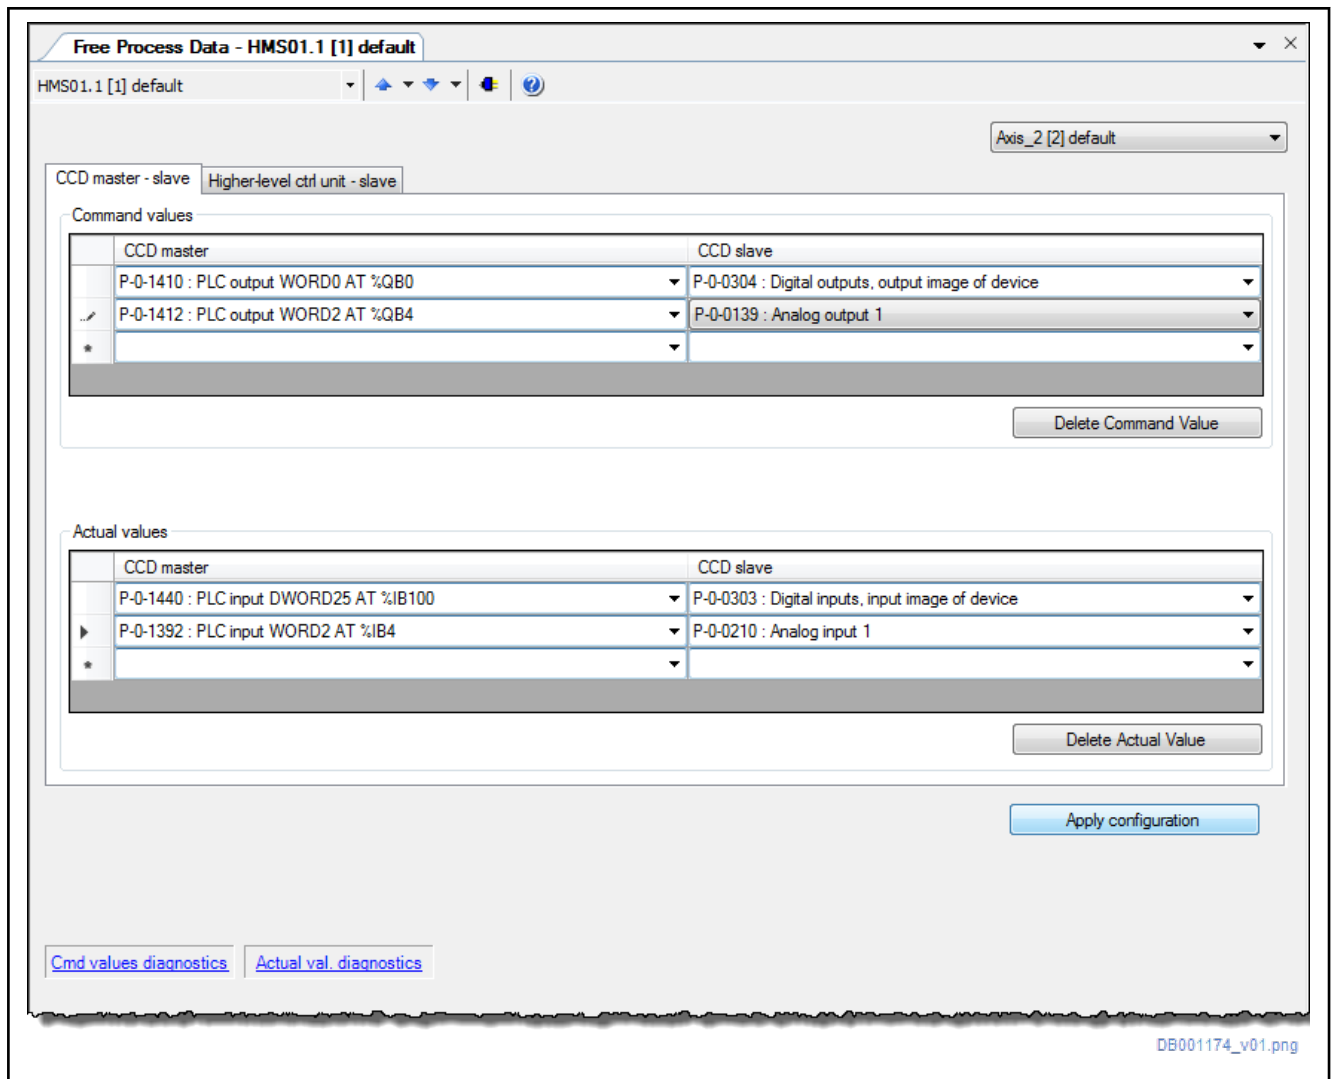 Free Process Data - HMS01.1 [1] default
HMS01.1 [1] default
Axis_2 [2] default
CCD master - slave Higher-level ctrl unit - slave
Command values
CCD master CCD slave
P-0-1410 : PLC output WORD0 AT %QB0 P-0-0304 : Digital outputs, output image of device
P-0-1412 : PLC output WORD2 AT %QB4 P-0-0139 : Analog output 1
Delete Command Value
Actual values
CCD master CCD slave
P-0-1440 : PLC input DWORD25 AT %IB100 P-0-0303 : Digital inputs, input image of device
P-0-1392 : PLC input WORD2 AT %IB4 P-0-0210 : Analog input 1
Delete Actual Value
Apply configuration
Cmd values diagnostics Actual val. diagnostics
DB001174_v01.png